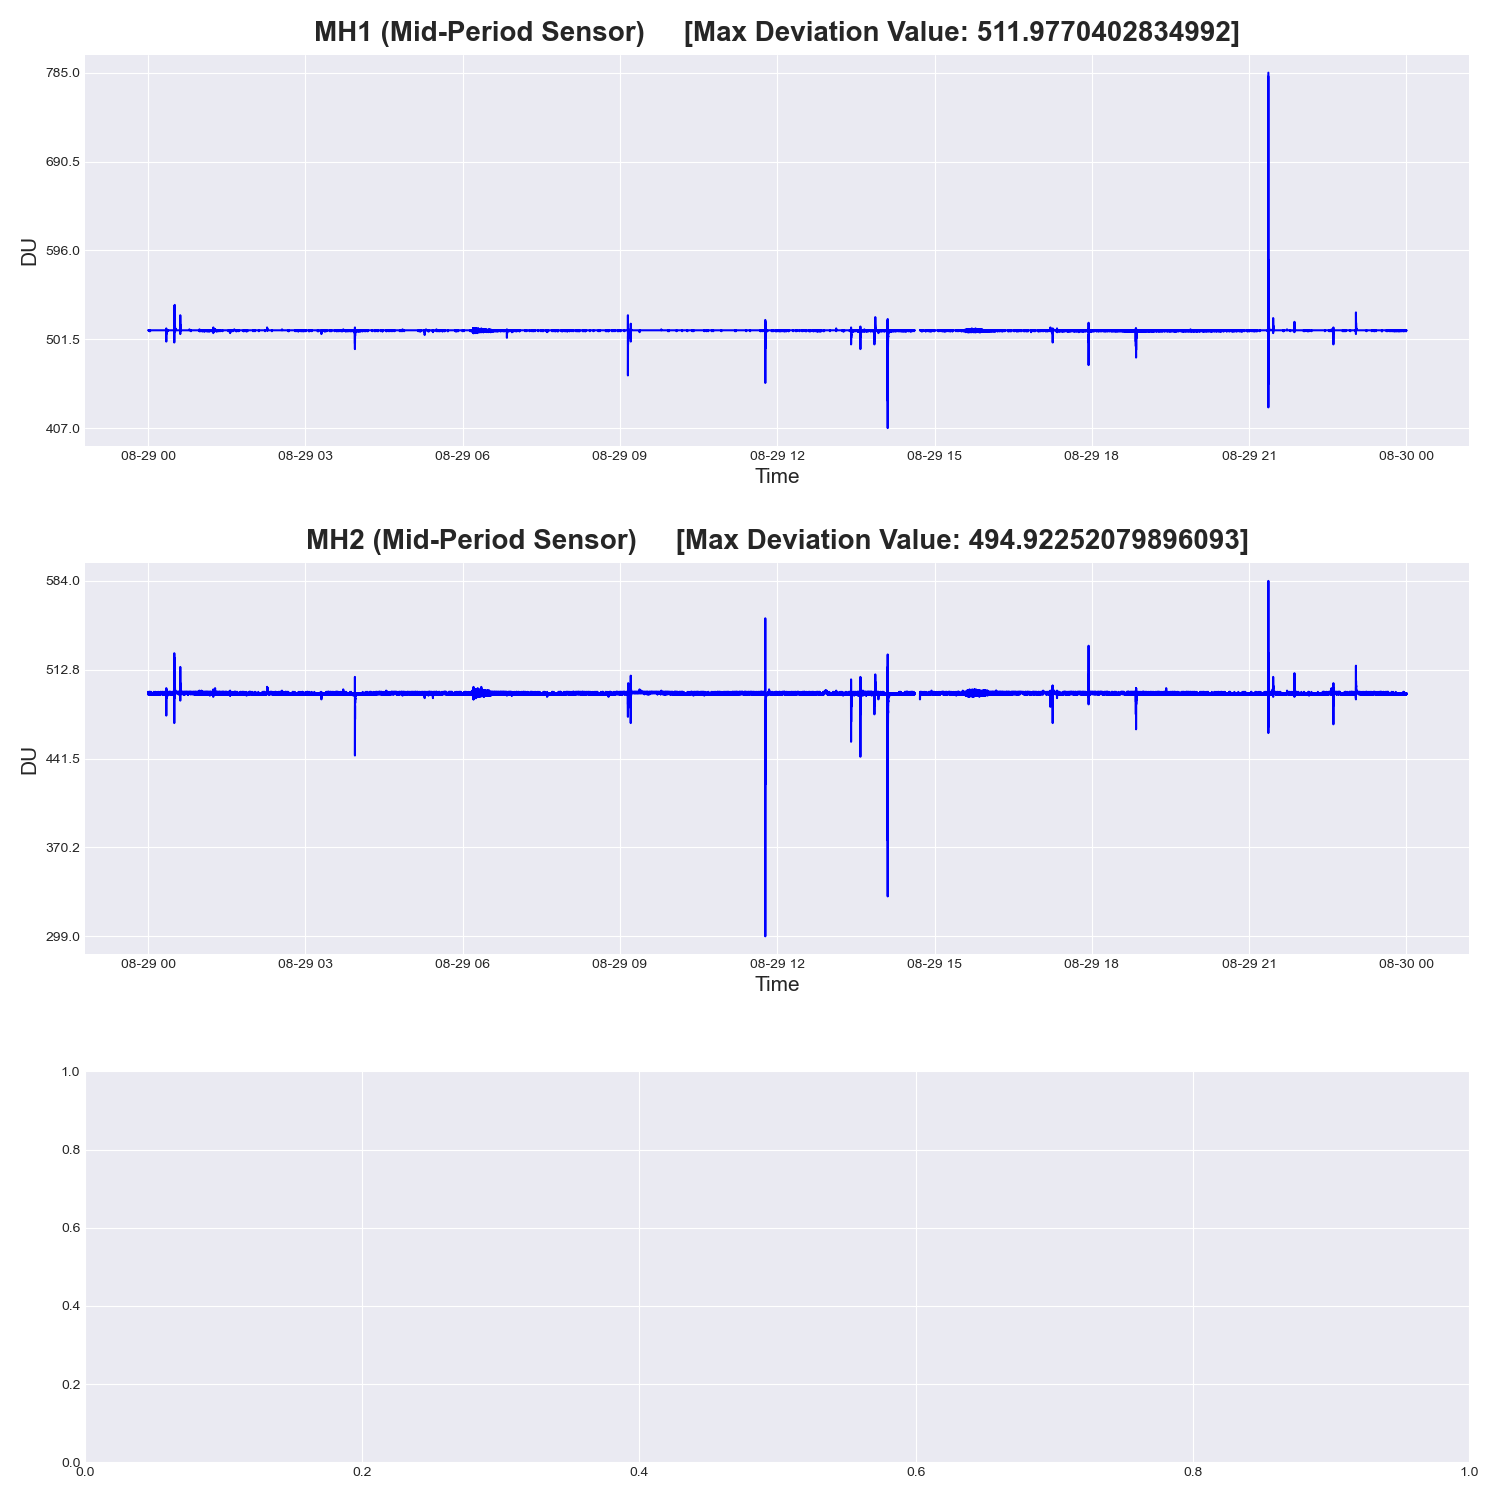 MH1 (Mid-Period Sensor) [Max Deviation Value: 511.9770402834992]
785.0
690.5
596.0
501.5
407.0
DU
08-29 00 08-29 03 08-29 06 08-29 09 08-29 12 08-29 15 08-29 18 08-29 21 08-30 00
Time
MH2 (Mid-Period Sensor) [Max Deviation Value: 494.92252079896093]
584.0
512.8
441.5
370.2
299.0
DU
08-29 00 08-29 03 08-29 06 08-29 09 08-29 12 08-29 15 08-29 18 08-29 21 08-30 00
Time
1.0
0.8
0.6
0.4
0.2
0.0
0.0 0.2 0.4 0.6 0.8 1.0